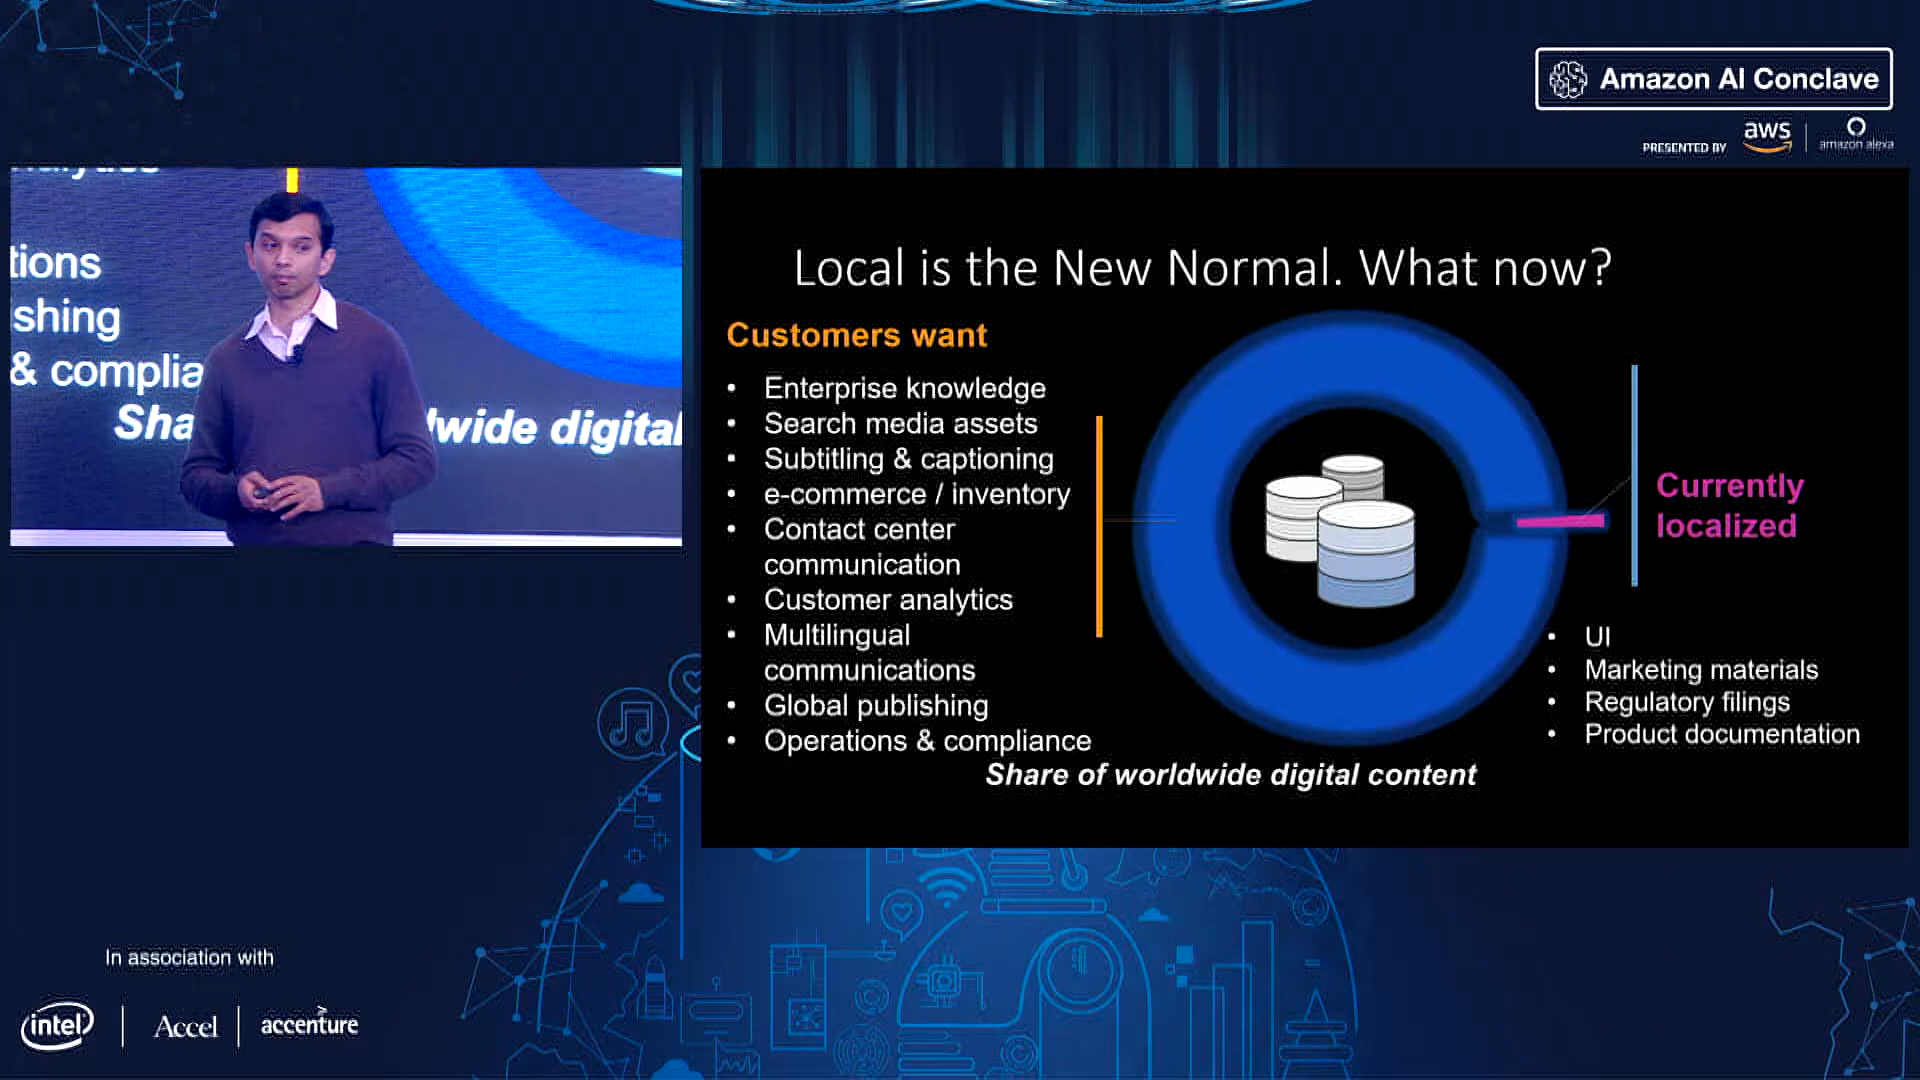 Amazon AI Conclave
PRESENTED BY
aws
amazon alexa
tions
shing
& complia
Sha
wide digital
Local is the New Normal. What now?
Customers want
• Enterprise knowledge
• Search media assets
• Subtitling & captioning
• e-commerce / inventory
• Contact center
communication
• Customer analytics
• Multilingual
communications
• Global publishing
• Operations & compliance
Share of worldwide digital content
Currently
localized
• UI
• Marketing materials
• Regulatory filings
• Product documentation
In association with
intel
Accel
accenture